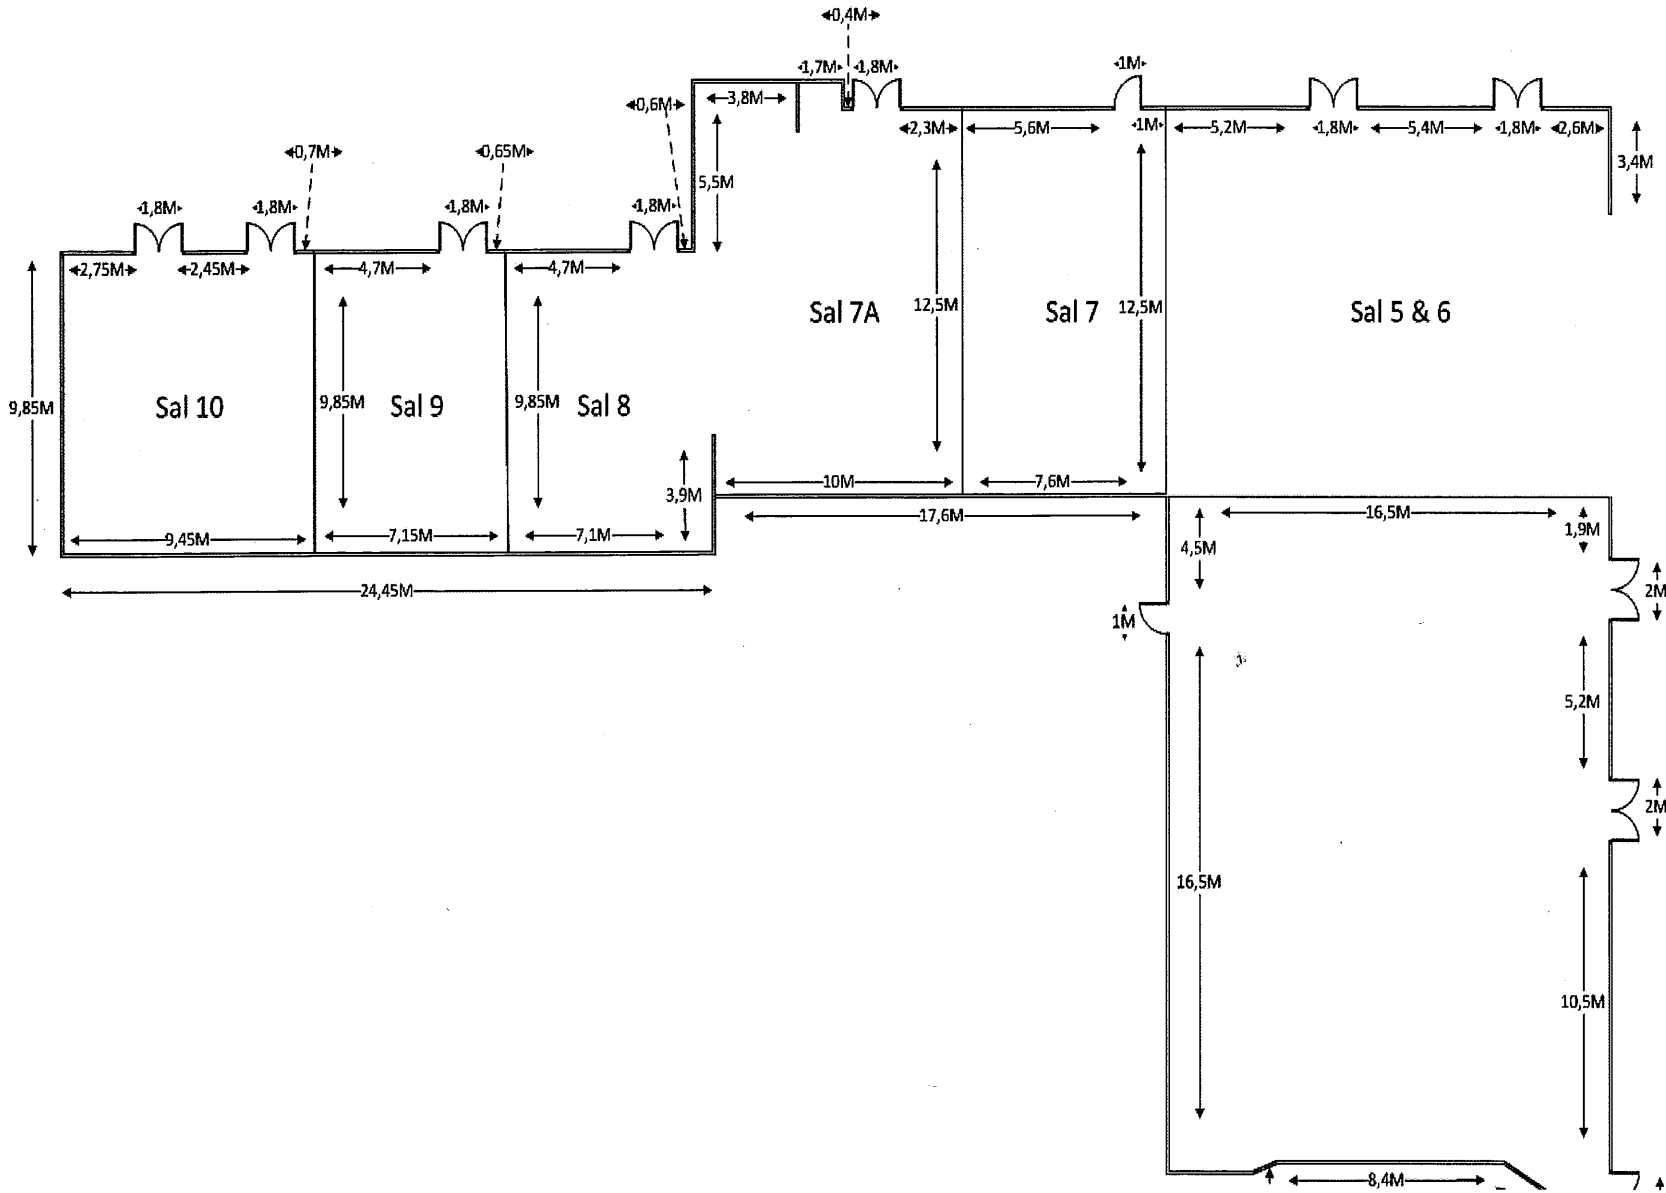 0,4M
1,7M 1,8M 1M
0,6M 3,8M
2,3M 5,6M 1M 5,2M 1,8M 5,4M 1,8M 2,6M
0,7M 0,65M 3,4M
5,5M
1,8M 1,8M 1,8M 1,8M
2,75M 2,45M 4,7M 4,7M
12,5M 12,5M
Sal 7A Sal 7 Sal 5 & 6
9,85M 9,85M 9,85M
Sal 10 Sal 9 Sal 8
3,9M 10M 7,6M
17,6M 16,5M
1,9M
9,45M 7,15M 7,1M 4,5M
24,45M 2M
1M
5,2M
2M
16,5M
10,5M
8,4M